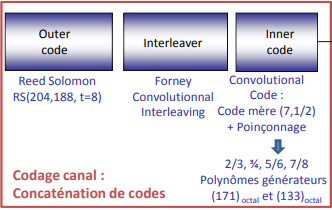 Outer
code
Interleaver
Inner
code
Reed Solomon
RS(204,188, t=8)
Forney
Convolutionnal
Interleaving
Convolutional
Code :
Code mère (7,1/2)
+ Poinçonnage
2/3, ¾, 5/6, 7/8
Polynômes générateurs
(171)octal et (133)octal
Codage canal :
Concaténation de codes